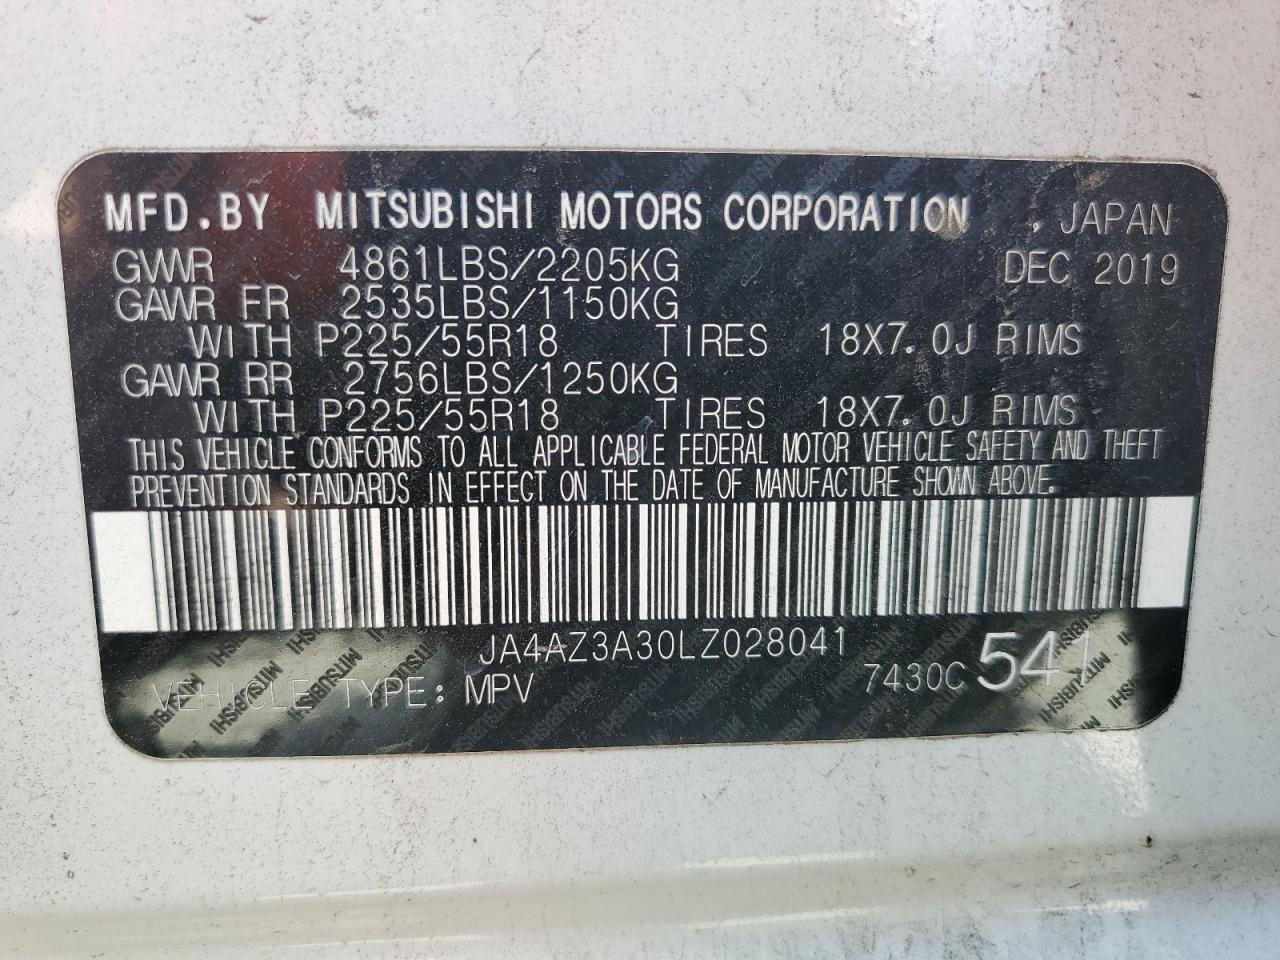 MFD.BY MITSUBISHI MOTORS CORPORATION , JAPAN
GVWR 4861LBS/2205KG DEC 2019
GAWR FR 2535LBS/1150KG
WITH P225/55R18 TIRES 18X7.0J RIMS
GAWR RR 2756LBS/1250KG
WITH P225/55R18 TIRES 18X7.0J RIMS
THIS VEHICLE CONFORMS TO ALL APPLICABLE FEDERAL MOTOR VEHICLE SAFETY AND THEFT
PREVENTION STANDARDS IN EFFECT ON THE DATE OF MANUFACTURE SHOWN ABOVE.
JA4AZ3A30LZ028041
VEHICLE TYPE: MPV 7430C 541